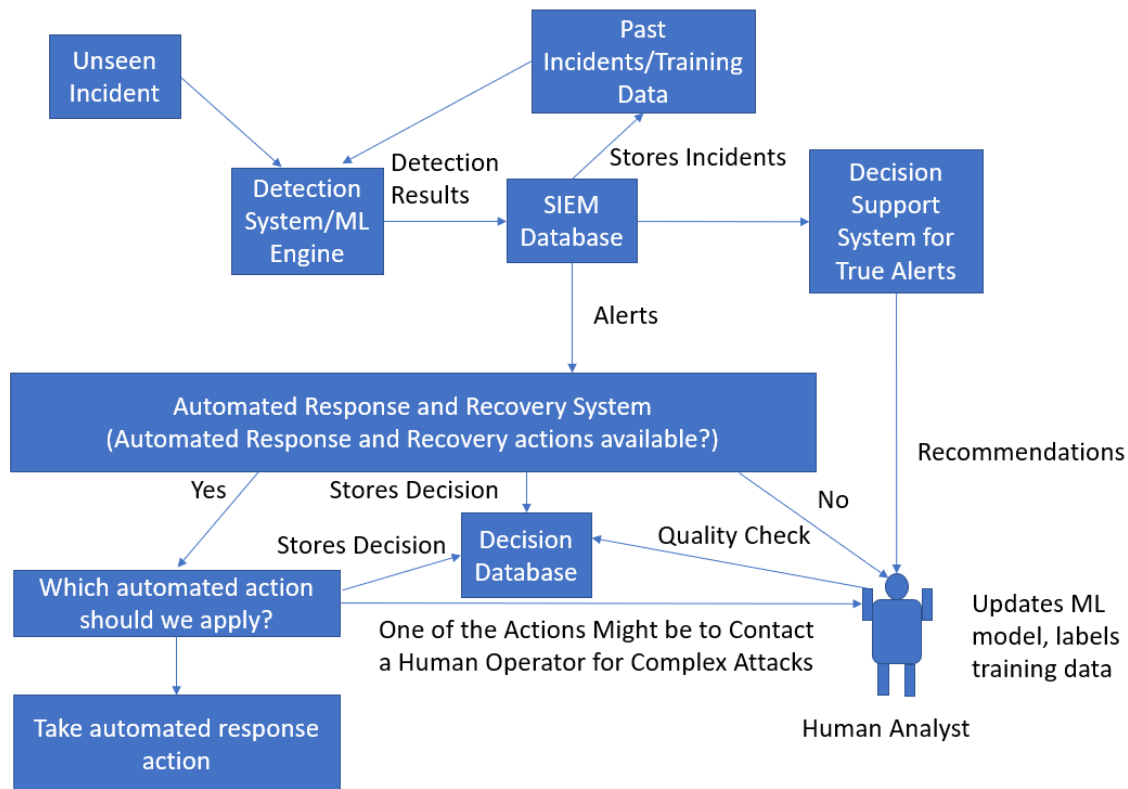 Unseen
Incident
Past
Incidents/Training
Data
Detection
System/ML
Engine
Detection
Results
Stores Incidents
SIEM
Database
Decision
Support
System for
True Alerts
Alerts
Automated Response and Recovery System
(Automated Response and Recovery actions available?)
Recommendations
Yes
Stores Decision
No
Stores Decision
Decision
Database
Quality Check
Which automated action
should we apply?
One of the Actions Might be to Contact
a Human Operator for Complex Attacks
Updates ML
model, labels
training data
Take automated response
action
Human Analyst